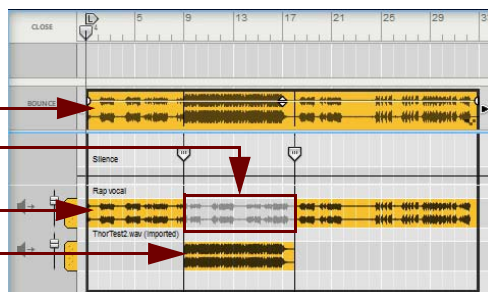 CLOSE
L
5 9 13 17 21 25 29
BOUNCE
Silence
Rap vocal
ThorTest2.wav (imported)